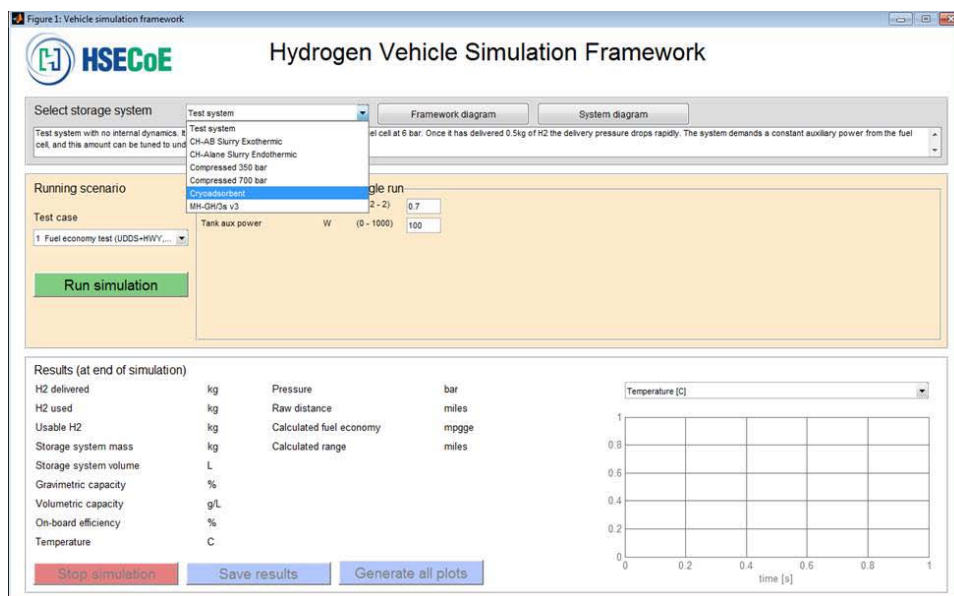 Figure 1: Vehicle simulation framework
HSECoE
Hydrogen Vehicle Simulation Framework
Select storage system
Test system
Framework diagram
System diagram
Test system with no internal dynamics. It
el cell at 6 bar. Once it has delivered 0.5kg of H2 the delivery pressure drops rapidly. The system demands a constant auxiliary power from the fuel
cell, and this amount can be tuned to und
Test system
CH-AB Slurry Exothermic
CH-Alane Slurry Endothermic
Compressed 350 bar
Compressed 700 bar
Cryoadsorbent
MH-GH/3s v3
Running scenario
Test case
1 Fuel economy test (UDDS+HWY,...
Run simulation
gle run
2 - 2) 0.7
Tank aux power W (0 - 1000) 100
Results (at end of simulation)
H2 delivered kg Pressure bar
H2 used kg Raw distance miles
Usable H2 kg Calculated fuel economy mpgge
Storage system mass kg Calculated range miles
Storage system volume L
Gravimetric capacity %
Volumetric capacity g/L
On-board efficiency %
Temperature C
Stop simulation
Save results
Generate all plots
Temperature [C]
1
0.8
0.6
0.4
0.2
0
0 0.2 0.4 0.6 0.8 1
time [s]